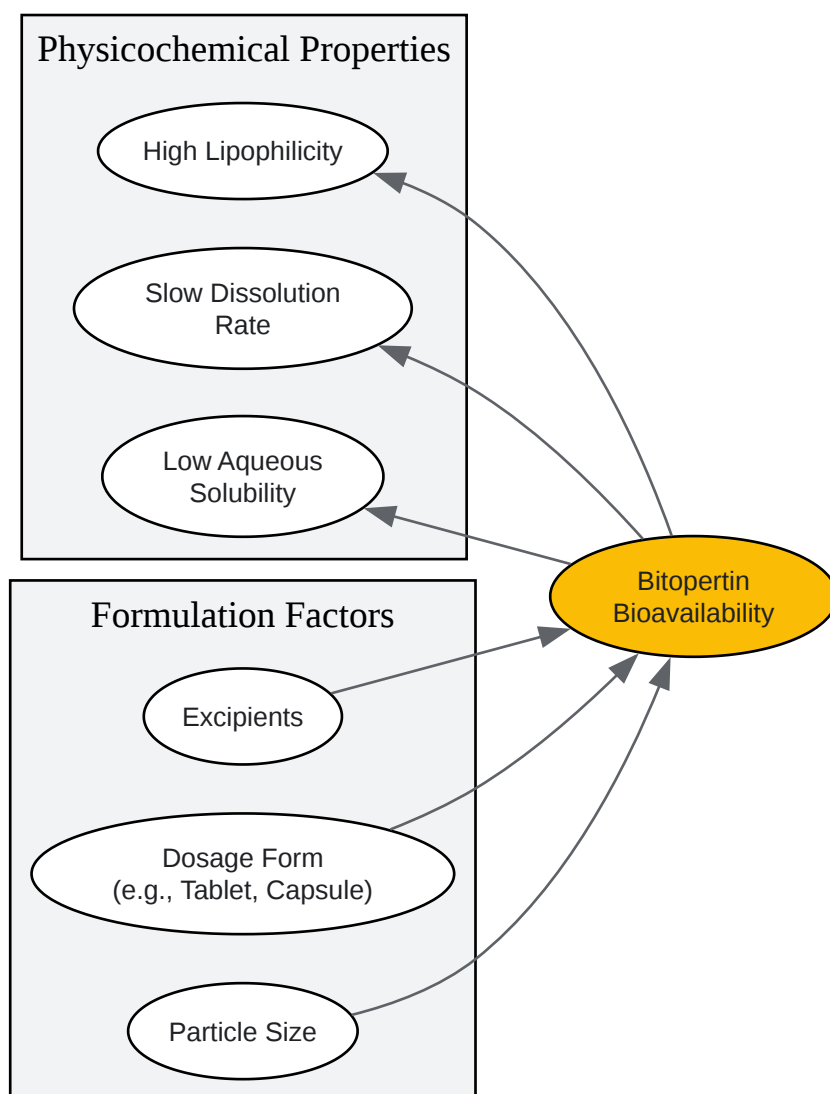 Physicochemical Properties
High Lipophilicity
Slow Dissolution
Rate
Low Aqueous
Solubility
Bitopertin
Bioavailability
Formulation Factors
Excipients
Dosage Form
(e.g., Tablet, Capsule)
Particle Size